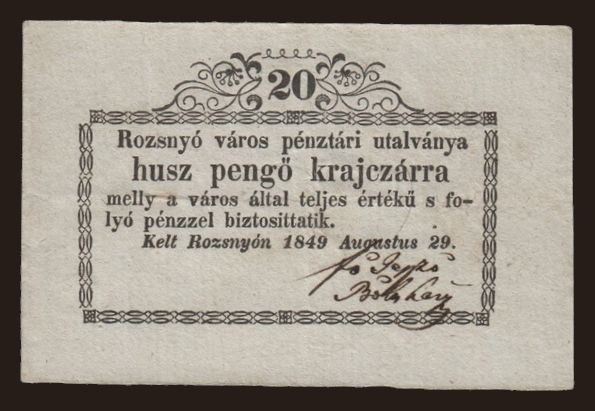 20
Rozsnyó város pénztári utalványa
husz pengő krajczárra
melly a város által teljes értékű s fo-
lyó pénzzel biztosittatik.
Kelt Rozsnyón 1849 Augustus 29.